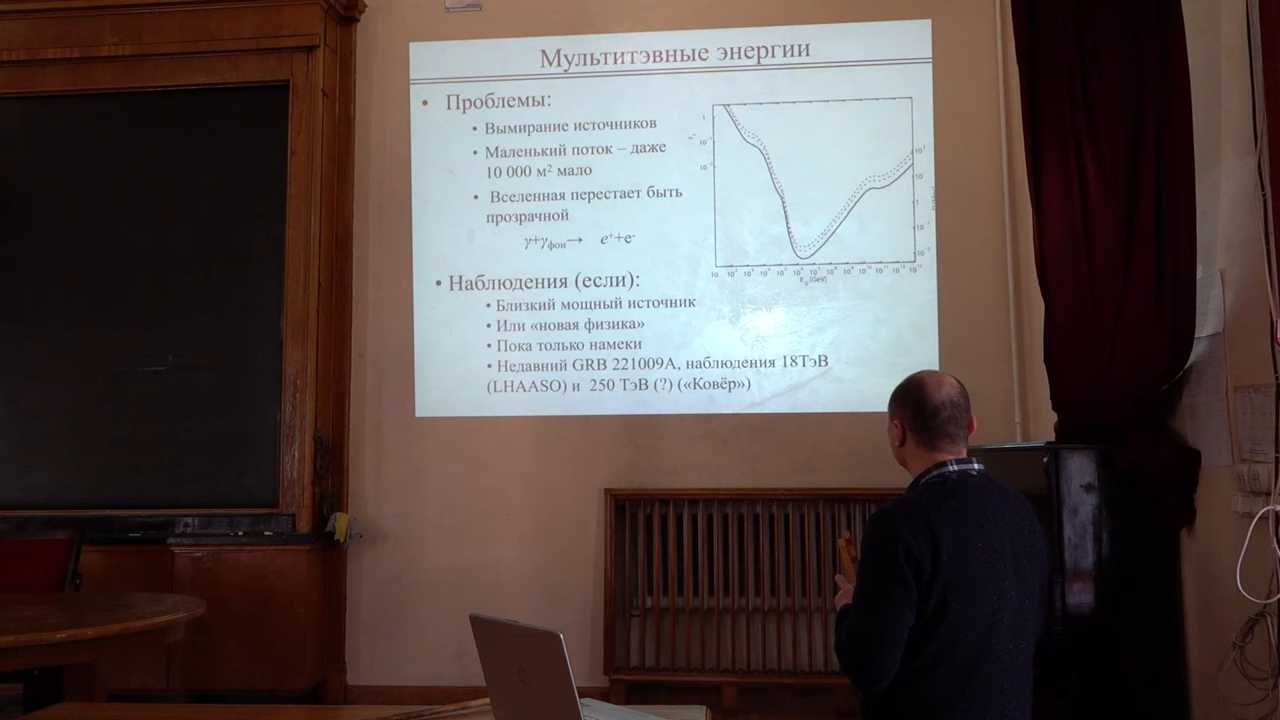 Мультитэвные энергии
• Проблемы:
• Вымирание источников
• Маленький поток – даже
10 000 м² мало
• Вселенная перестает быть
прозрачной
γ+γфон→ e⁺+e⁻
• Наблюдения (если):
• Близкий мощный источник
• Или «новая физика»
• Пока только намеки
• Недавний GRB 221009A, наблюдения 18ТэВ
(LHAASO) и 250 ТэВ (?) («Ковёр»)